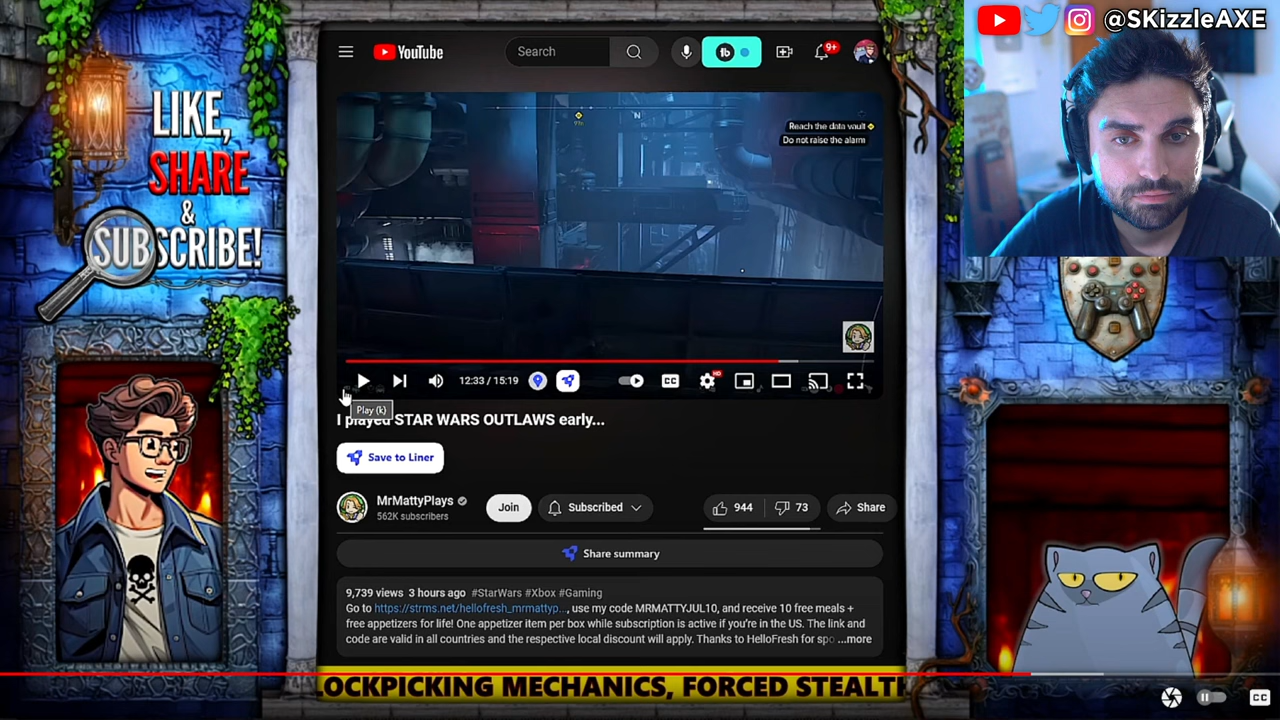 @SKizzleAXE
LIKE,
SHARE
&
SUBSCRIBE!
YouTube
Search
tb
9+
N
Reach the data vault
Do not raise the alarm
12:33 / 15:19
CC
HD
Play (k)
I played STAR WARS OUTLAWS early...
Save to Liner
MrMattyPlays
562K subscribers
Join
Subscribed
944
73
Share
Share summary
9,739 views 3 hours ago #StarWars #Xbox #Gaming
Go to https://strms.net/hellofresh_mrmattyp..., use my code MRMATTYJUL10, and receive 10 free meals +
free appetizers for life! One appetizer item per box while subscription is active if you're in the US. The link and
code are valid in all countries and the respective local discount will apply. Thanks to HelloFresh for spo ...more
OCKPICKING MECHANICS, FORCED STEALT
CC